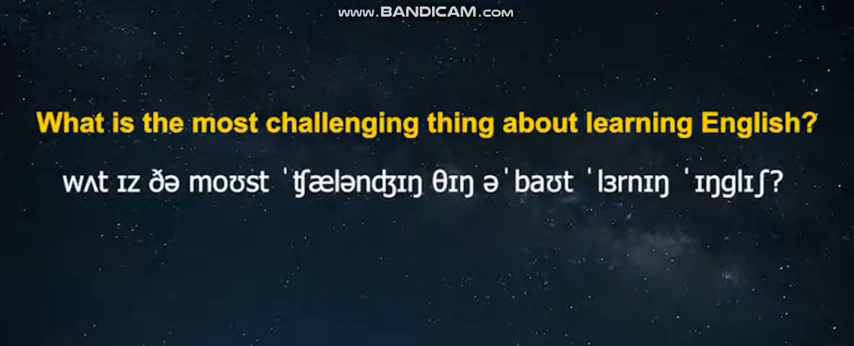 www.BANDICAM.com
What is the most challenging thing about learning English?
wʌt ɪz ðə moʊst ˈʧælənʤɪŋ θɪŋ əˈbaʊt ˈlɜrnɪŋ ˈɪŋglɪʃ?